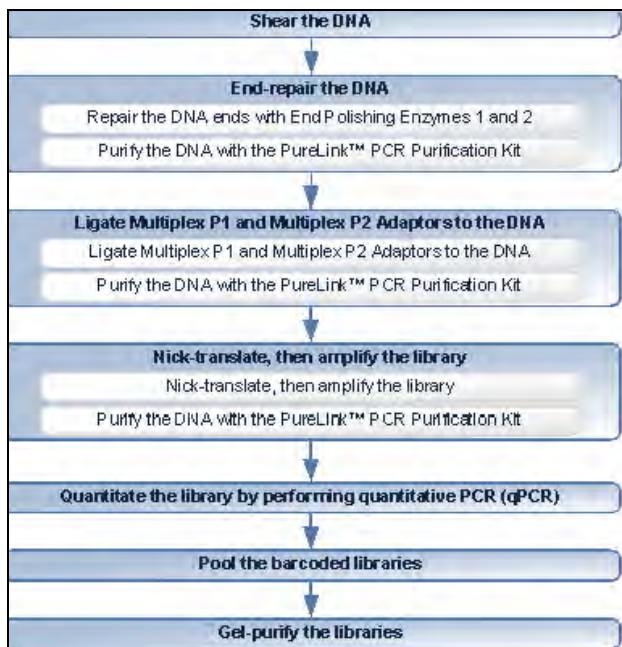 Shear the DNA
End-repair the DNA
Repair the DNA ends with End Polishing Enzymes 1 and 2
Purify the DNA with the PureLink™ PCR Purification Kit
Ligate Multiplex P1 and Multiplex P2 Adaptors to the DNA
Ligate Multiplex P1 and Multiplex P2 Adaptors to the DNA
Purify the DNA with the PureLink™ PCR Purification Kit
Nick-translate, then amplify the library
Nick-translate, then amplify the library
Purify the DNA with the PureLink™ PCR Purification Kit
Quantitate the library by performing quantitative PCR (qPCR)
Pool the barcoded libraries
Gel-purify the libraries